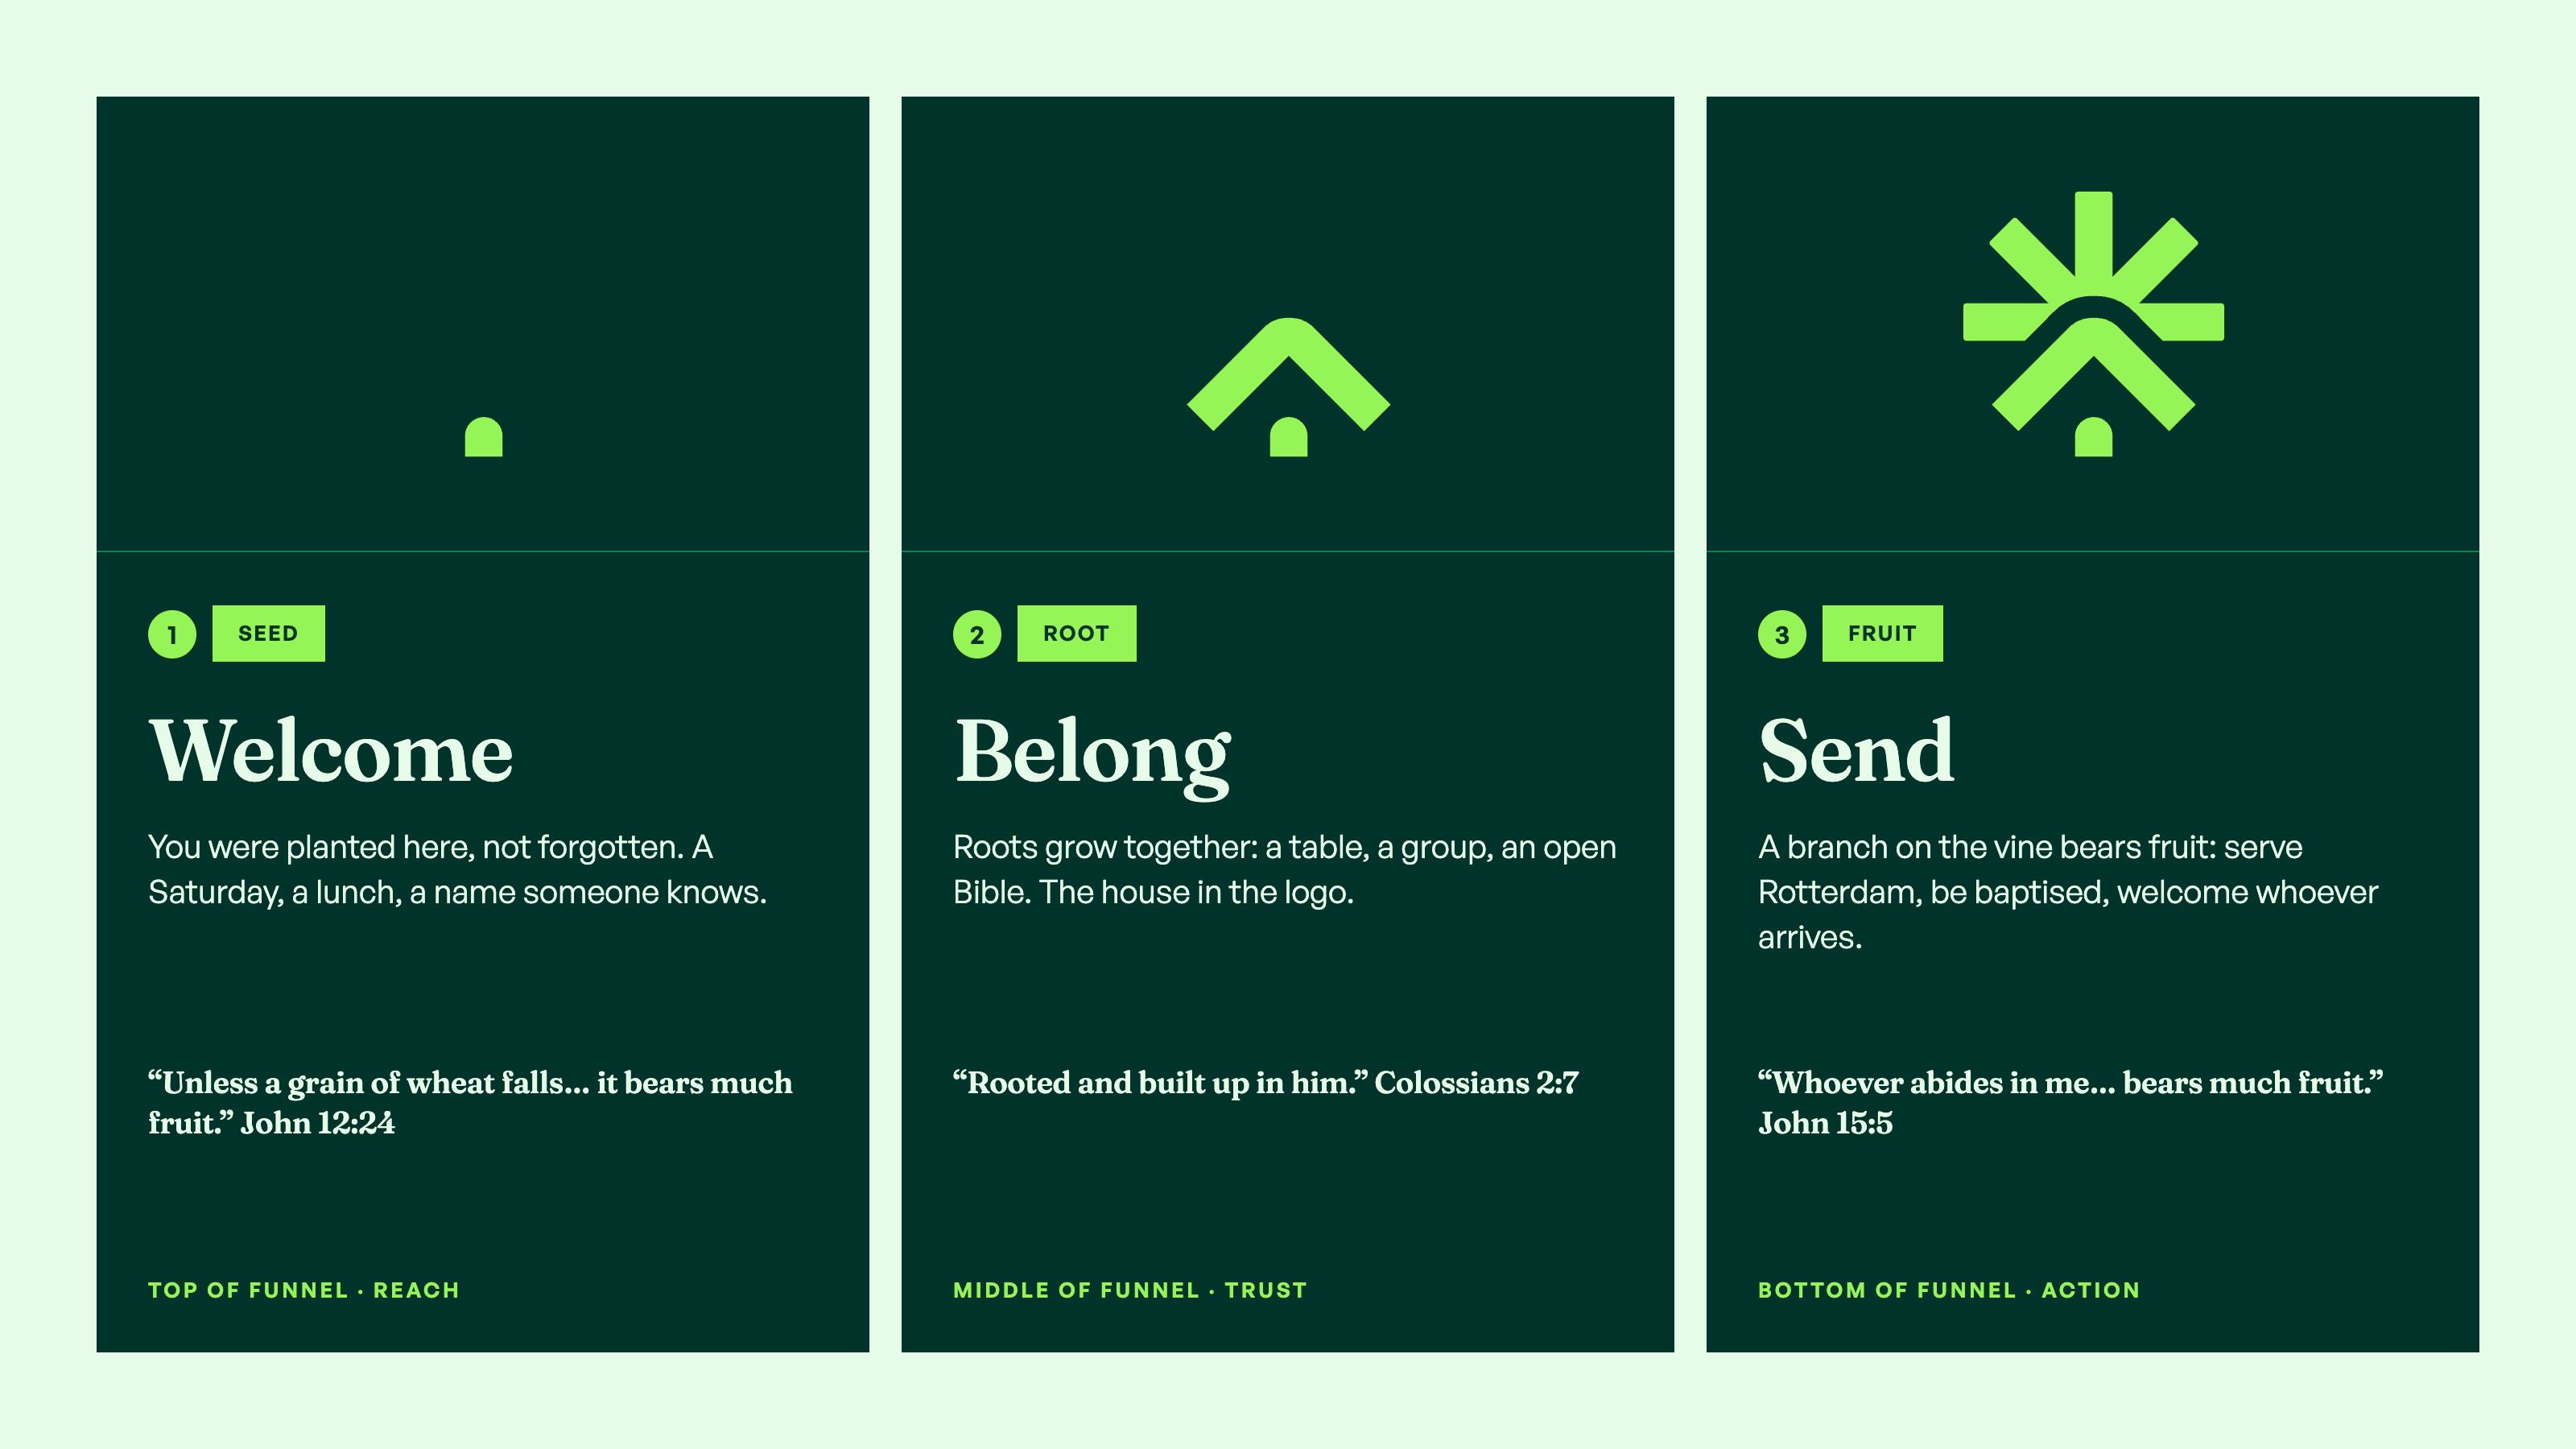 1
SEED
Welcome
You were planted here, not forgotten. A
Saturday, a lunch, a name someone knows.
“Unless a grain of wheat falls... it bears much
fruit.” John 12:24
TOP OF FUNNEL · REACH
2
ROOT
Belong
Roots grow together: a table, a group, an open
Bible. The house in the logo.
“Rooted and built up in him.” Colossians 2:7
MIDDLE OF FUNNEL · TRUST
3
FRUIT
Send
A branch on the vine bears fruit: serve
Rotterdam, be baptised, welcome whoever
arrives.
“Whoever abides in me... bears much fruit.”
John 15:5
BOTTOM OF FUNNEL · ACTION